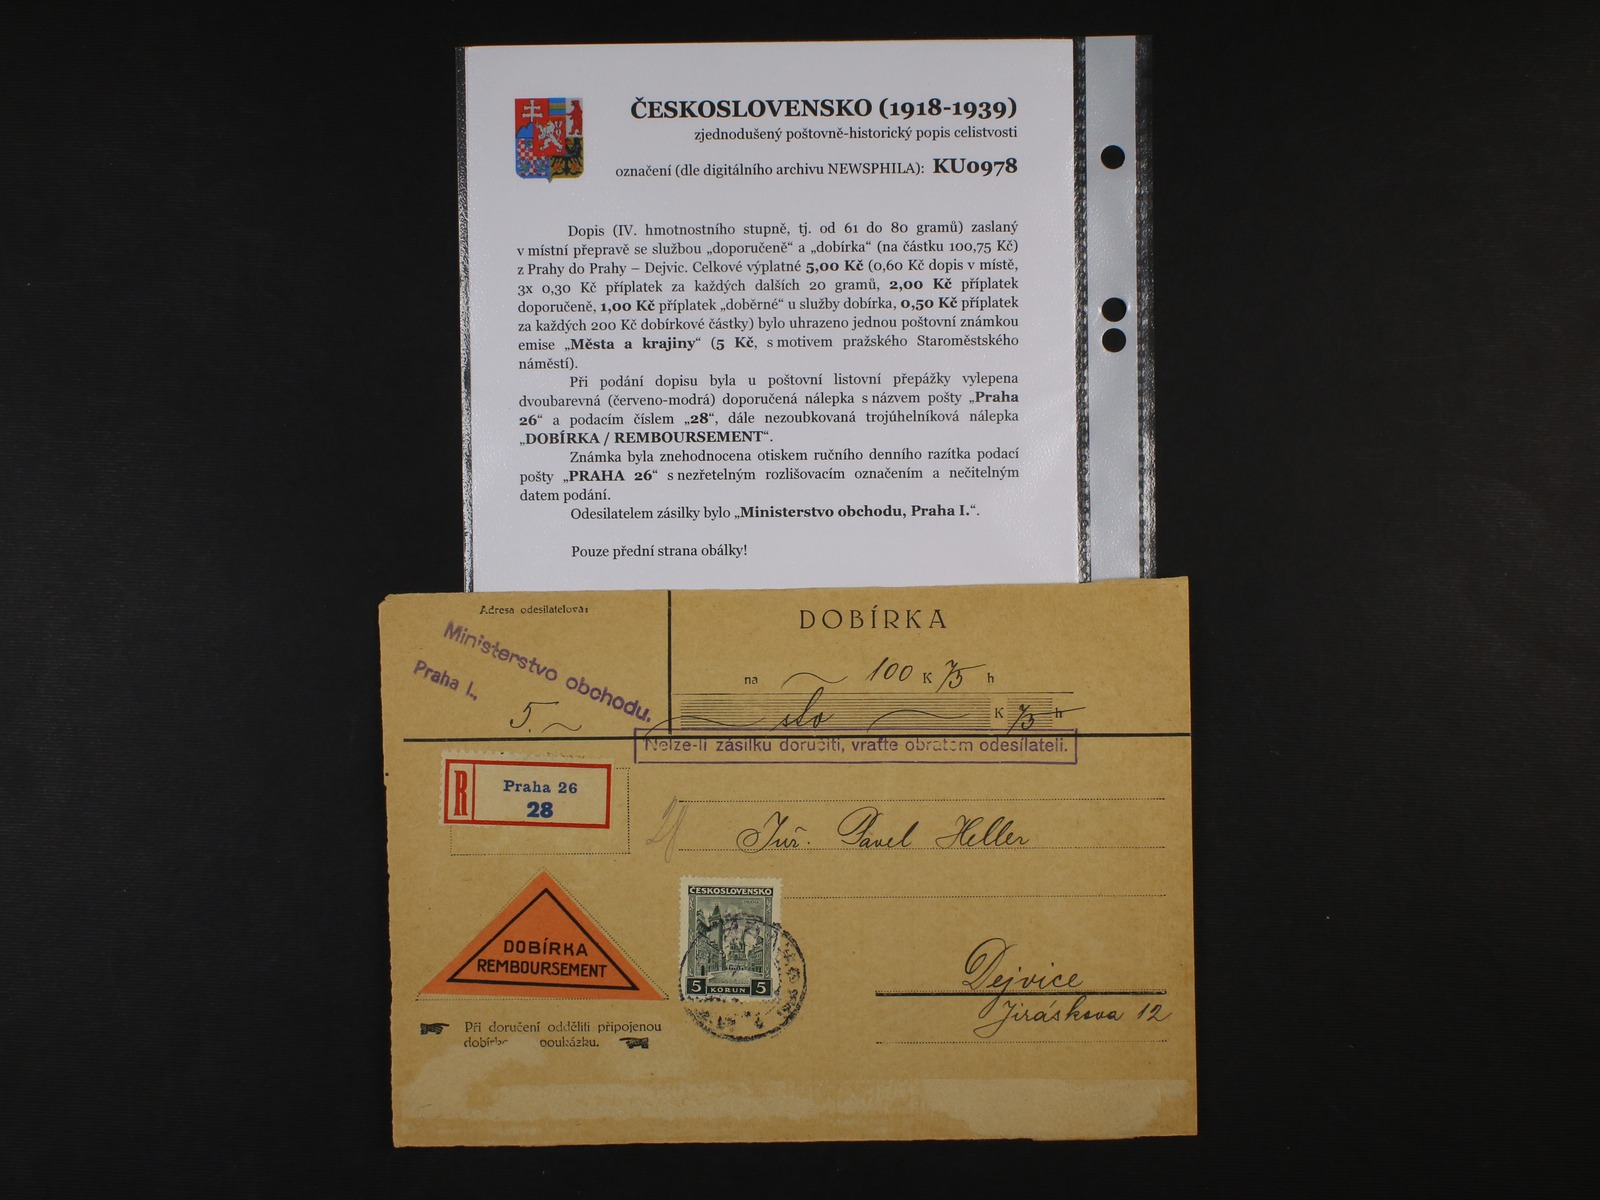 ČESKOSLOVENSKO (1918-1939)
zjednodušený poštovně-historický popis celistvosti
označení (dle digitálního archivu NEWSPHILA): KU0978
Dopis (IV. hmotnostního stupně, tj. od 61 do 80 gramů) zaslaný
v místní přepravě se službou „doporučeně“ a „dobírka“ (na částku 100,75 Kč)
z Prahy do Prahy – Dejvic. Celkové výplatné 5,00 Kč (0,60 Kč dopis v místě,
3x 0,30 Kč příplatek za každých dalších 20 gramů, 2,00 Kč příplatek
doporučeně, 1,00 Kč příplatek „doběrné“ u služby dobírka, 0,50 Kč příplatek
za každých 200 Kč dobírkové částky) bylo uhrazeno jednou poštovní známkou
emise „Města a krajiny“ (5 Kč, s motivem pražského Staroměstského
náměstí).
Při podání dopisu byla u poštovní listovní přepážky vylepena
dvoubarevná (červeno-modrá) doporučená nálepka s názvem pošty „Praha
26“ a podacím číslem „28“, dále nezoubkovaná trojúhelníková nálepka
„DOBÍRKA / REMBOURSEMENT“.
Známka byla znehodnocena otiskem ručního denního razítka podací
pošty „PRAHA 26“ s nezřetelným rozlišovacím označením a nečitelným
datem podání.
Odesilatelem zásilky bylo „Ministerstvo obchodu, Praha I.“.
Pouze přední strana obálky!
Adresa odesilatelova:
Ministerstvo obchodu.
Praha I.,
5.
DOBÍRKA
na 100 K 75 h
sto K 75 h
Nelze-li zásilku doručiti, vraťte obratem odesílateli.
R
Praha 26
28
28
Inž. Pavel Heller
ČESKOSLOVENSKO
5 KORUN 5
DOBÍRKA
REMBOURSEMENT
Dejvice
Jiráskova 12
Při doručení odděliti připojenou
poukázku.